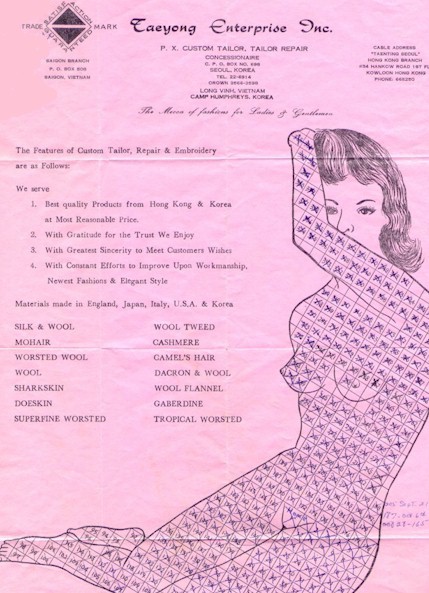 SATISFACTION
TRADE MARK
GUARANTEED
Taeyong Enterprise Inc.
P. X. CUSTOM TAILOR, TAILOR REPAIR
CONCESSIONAIRE
SEOUL, KOREA
LONG VINH, VIETNAM
CAMP HUMPHREYS, KOREA
SAIGON BRANCH
SAIGON, VIETNAM
CABLE ADDRESS
HONG KONG BRANCH
KOWLOON HONG KONG
The Mecca of fashions for Ladies & Gentlemen
The Features of Custom Tailor, Repair & Embroidery
are as Follows:
We serve
1. Best quality Products from Hong Kong & Korea
at Most Reasonable Price.
2. With Gratitude for the Trust We Enjoy
3. With Greatest Sincerity to Meet Customers Wishes
4. With Constant Efforts to Improve Upon Workmanship,
Newest Fashions & Elegant Style
Materials made in England, Japan, Italy, U.S.A. & Korea
SILK & WOOL WOOL TWEED
MOHAIR CASHMERE
WORSTED WOOL CAMEL'S HAIR
WOOL DACRON & WOOL
SHARKSKIN WOOL FLANNEL
DOESKIN GABERDINE
SUPERFINE WORSTED TROPICAL WORSTED